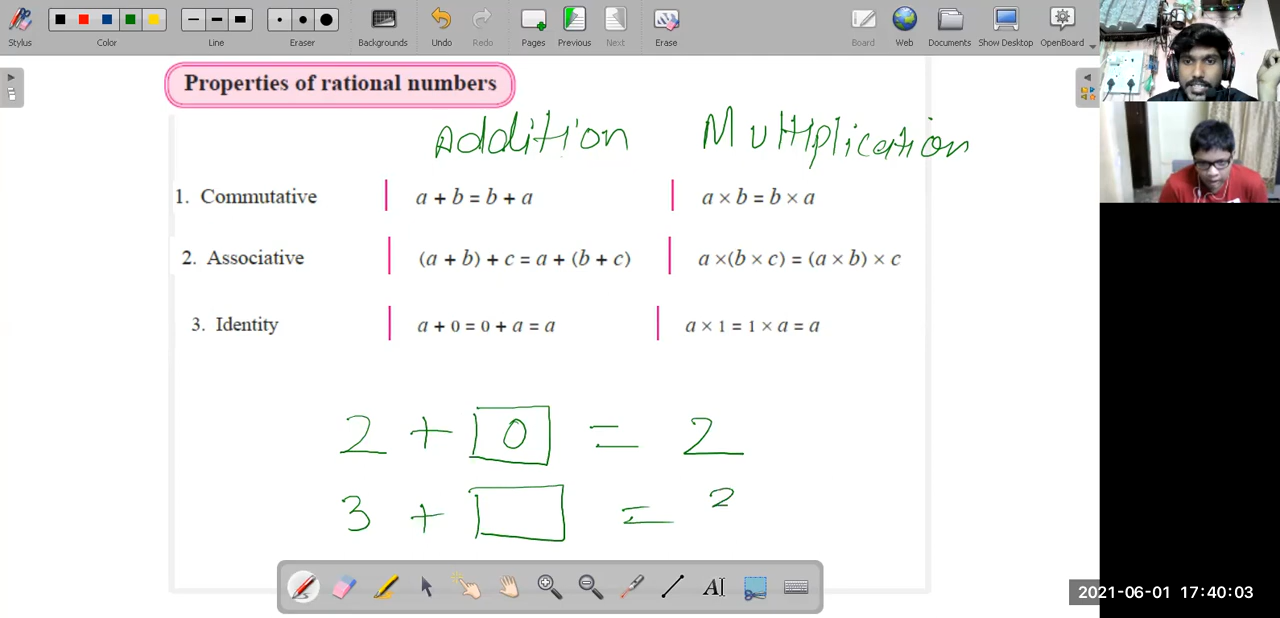 Stylus Color Line Eraser Backgrounds Undo Redo Pages Previous Next Erase Board Web Documents Show Desktop OpenBoard
Properties of rational numbers
Addition Multiplication
1. Commutative a + b = b + a a × b = b × a
2. Associative (a + b) + c = a + (b + c) a ×(b × c) = (a × b) × c
3. Identity a + 0 = 0 + a = a a × 1 = 1 × a = a
2 + 0 = 2
3 + =
2021-06-01 17:40:03